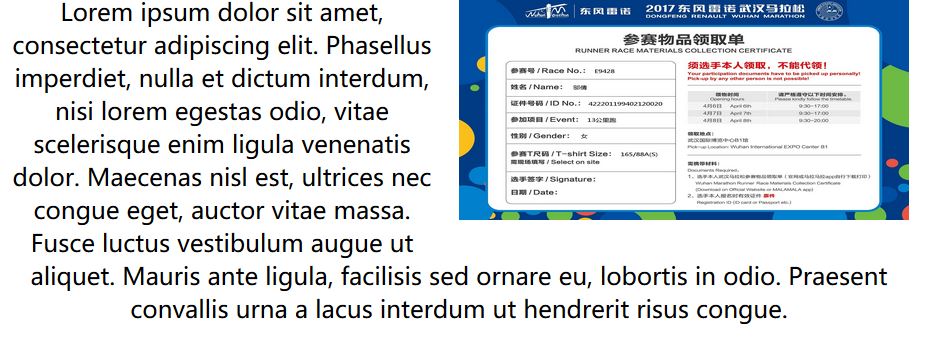 Lorem ipsum dolor sit amet,
consectetur adipiscing elit. Phasellus
imperdiet, nulla et dictum interdum,
nisi lorem egestas odio, vitae
scelerisque enim ligula venenatis
dolor. Maecenas nisl est, ultrices nec
congue eget, auctor vitae massa.
Fusce luctus vestibulum augue ut
aliquet. Mauris ante ligula, facilisis sed ornare eu, lobortis in odio. Praesent
convallis urna a lacus interdum ut hendrerit risus congue.
东风雷诺 2017东风雷诺武汉马拉松
DONGFENG RENAULT WUHAN MARATHON
参赛物品领取单
RUNNER RACE MATERIALS COLLECTION CERTIFICATE
参赛号 / Race No.: E9428
姓名 / Name: 邬倩
证件号码 / ID No.: 422201199402120020
参加项目 / Event: 13公里跑
性别 / Gender: 女
参赛T尺码 / T-shirt Size: 165/88A(S)
需现场填写 / Select on site
选手签字 / Signature:
日期 / Date:
须选手本人领取，不能代领！
Your participation documents have to be picked up personally!
Pick up by any other person is not possible!
领物时间 请严格遵守以下时间安排。
Opening hours Please kindly follow the timetable.
4月6日 April 6th 9:30-17:00
4月7日 April 7th 9:30-17:00
4月8日 April 8th 9:30-20:00
领取地点：
武汉国际博览中心B1馆
Pick-up Location: Wuhan International EXPO Center B1
需携带材料：
Documents Required,
1、选手本人武汉马拉松参赛物品领取单（官网或马拉马拉app自行下载打印）
Wuhan Marathon Runner Race Materials Collection Certificate
(Download on Official Website or MALAMALA app)
2、选手本人报名时有效证件 原件
Registration ID (ID card or Passport etc.)